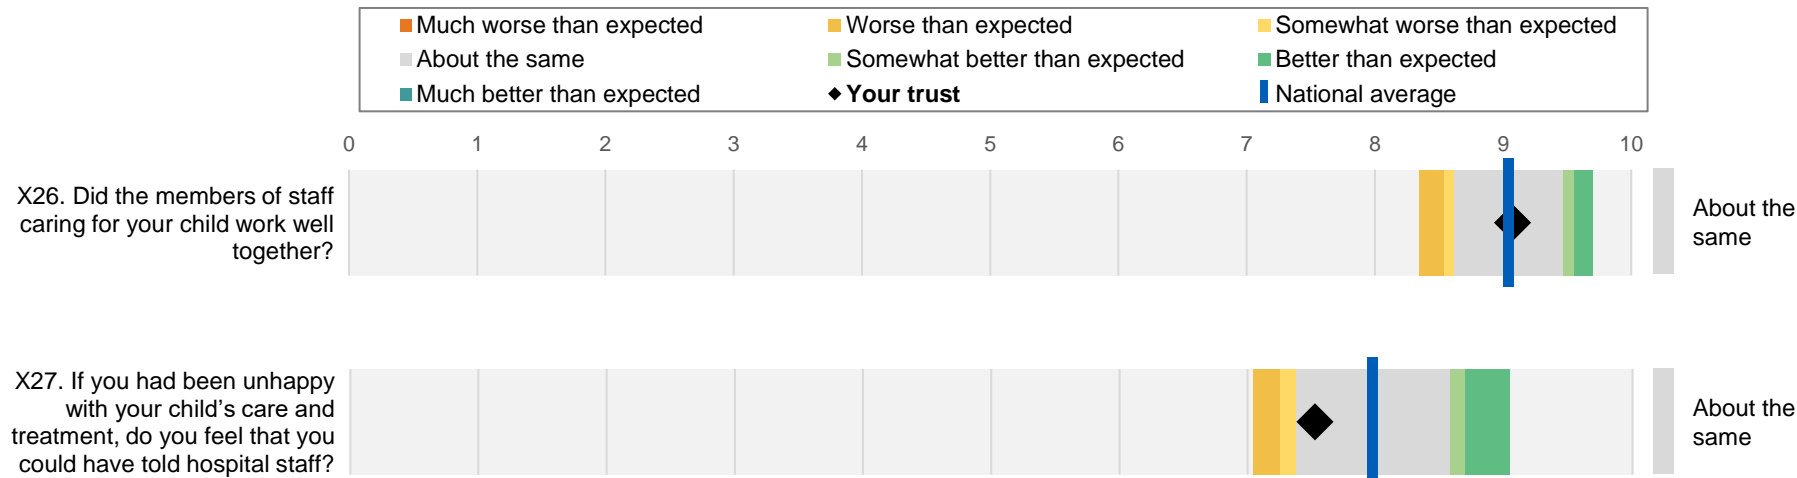 Much worse than expected
Worse than expected
Somewhat worse than expected
About the same
Somewhat better than expected
Better than expected
Much better than expected
Your trust
National average
0 1 2 3 4 5 6 7 8 9 10
X26. Did the members of staff
caring for your child work well
together?
About the
same
X27. If you had been unhappy
with your child’s care and
treatment, do you feel that you
could have told hospital staff?
About the
same